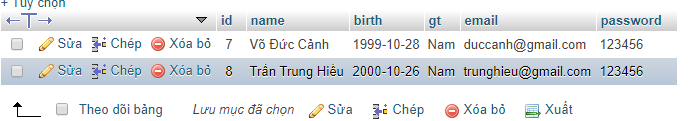 + Tùy chọn
id name birth gt email password
Sửa Chép Xóa bỏ 7 Võ Đức Cảnh 1999-10-28 Nam duccanh@gmail.com 123456
Sửa Chép Xóa bỏ 8 Trần Trung Hiếu 2000-10-26 Nam trunghieu@gmail.com 123456
Theo dõi bảng Lưu mục đã chọn Sửa Chép Xóa bỏ Xuất